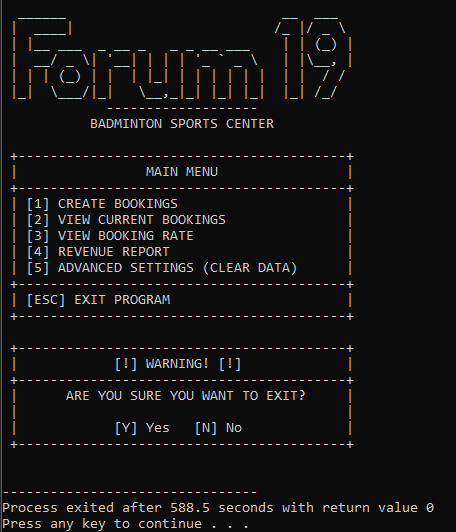 Forum 19
BADMINTON SPORTS CENTER
MAIN MENU
[1] CREATE BOOKINGS
[2] VIEW CURRENT BOOKINGS
[3] VIEW BOOKING RATE
[4] REVENUE REPORT
[5] ADVANCED SETTINGS (CLEAR DATA)
[ESC] EXIT PROGRAM
[!] WARNING! [!]
ARE YOU SURE YOU WANT TO EXIT?
[Y] Yes [N] No
--------------------------------
Process exited after 588.5 seconds with return value 0
Press any key to continue . . .